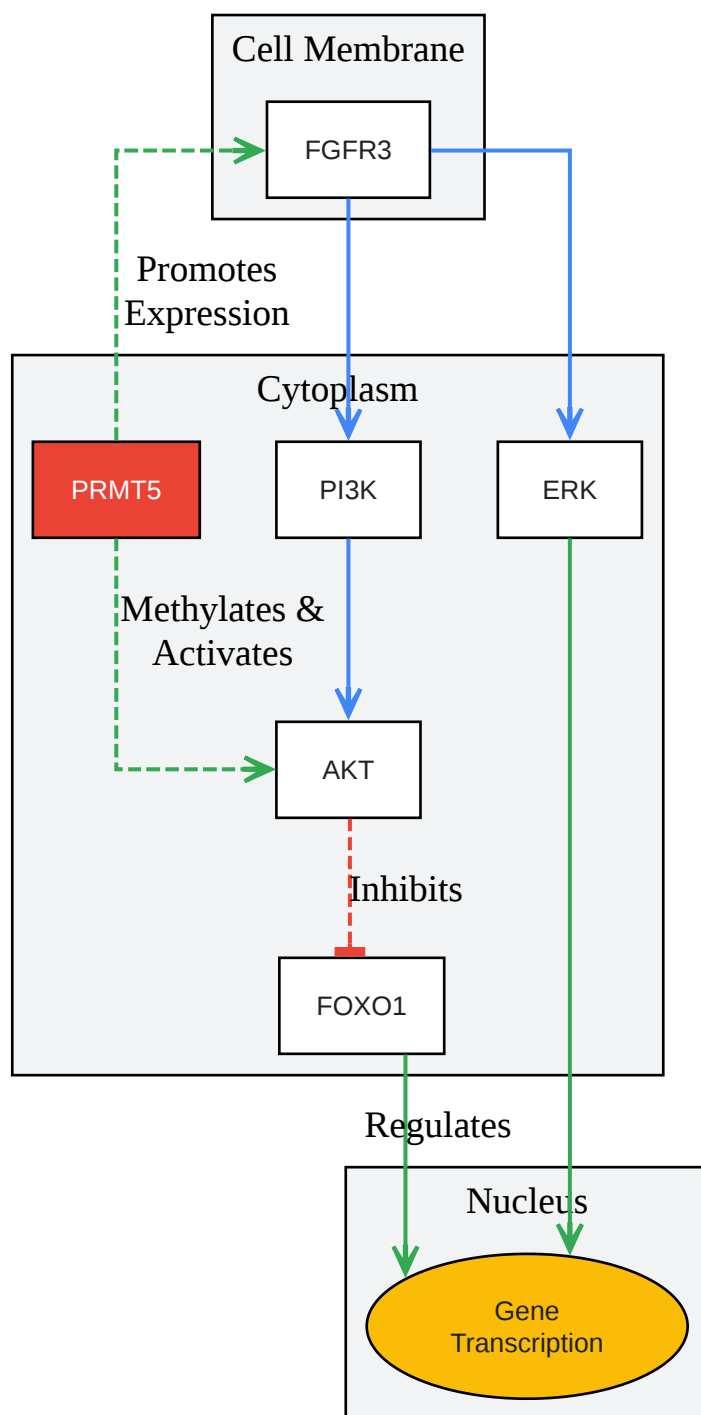 Cell Membrane
FGFR3
Promotes
Expression
Cytoplasm
PRMT5
PI3K
ERK
Methylates &
Activates
AKT
Inhibits
FOXO1
Regulates
Nucleus
Gene
Transcription